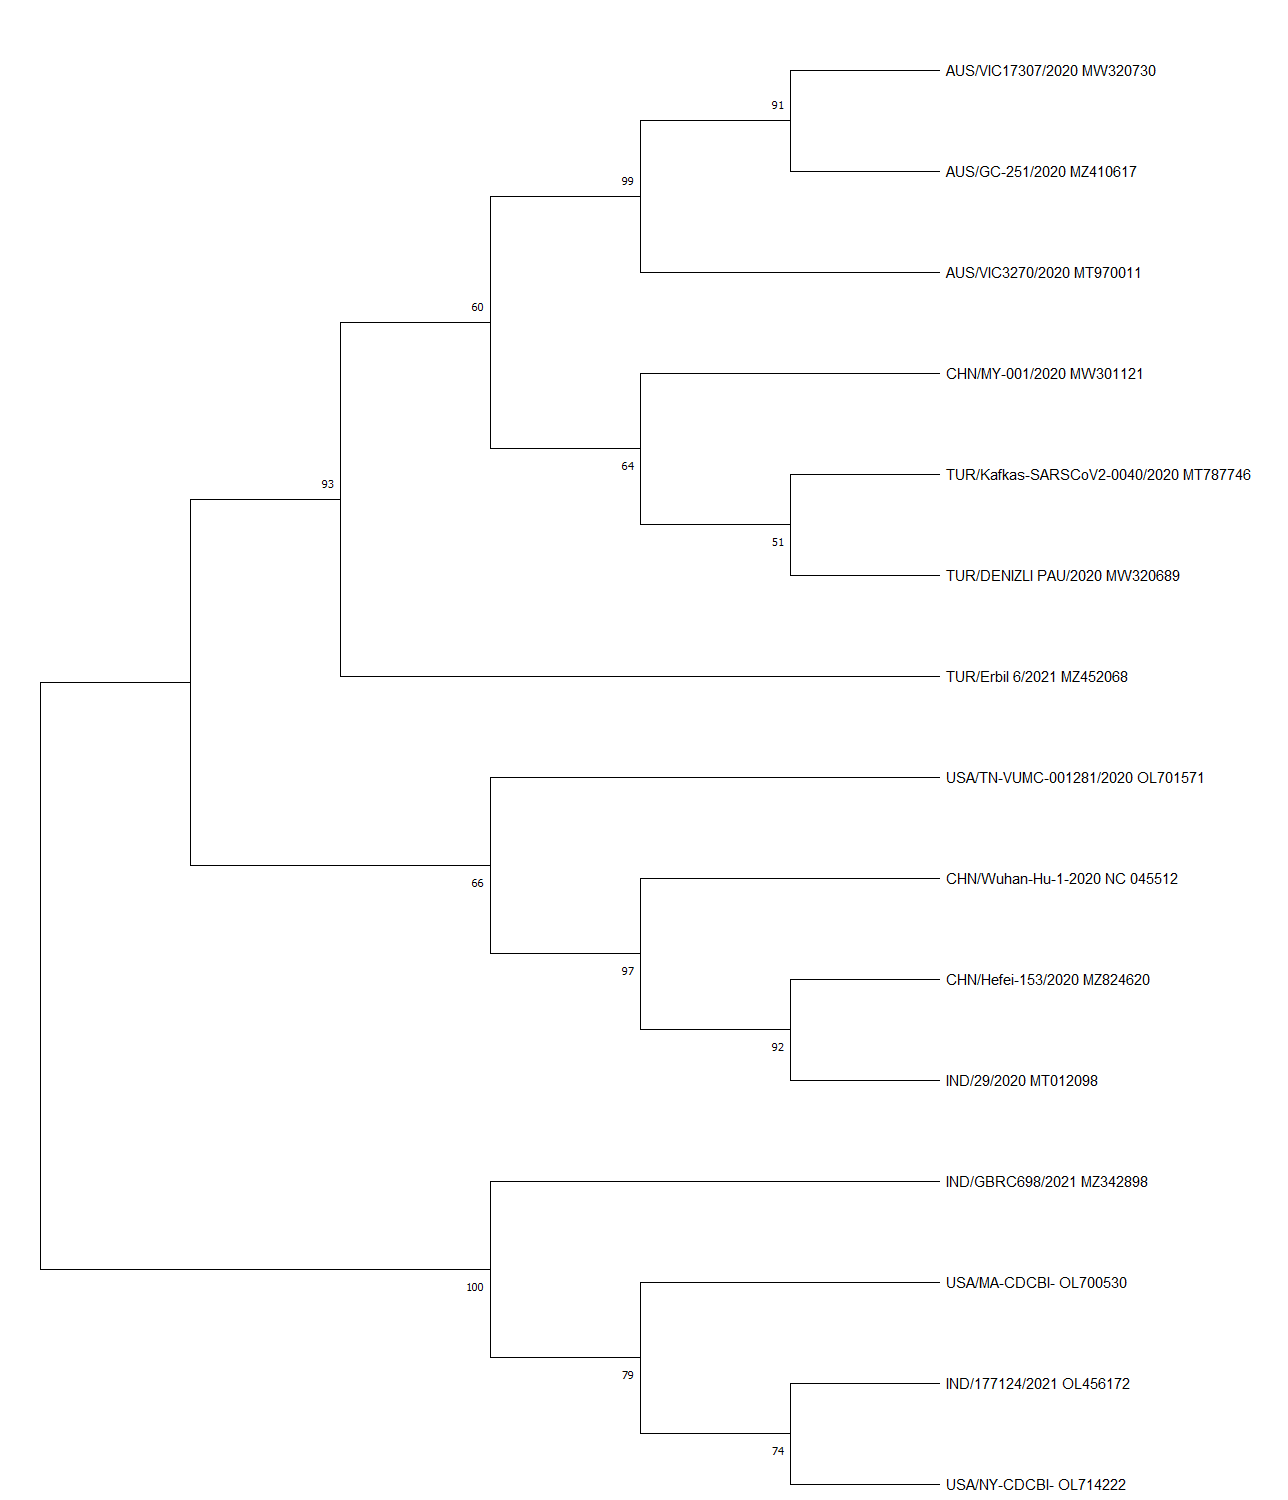 AUS/VIC17307/2020 MW320730
91
AUS/GC-251/2020 MZ410617
99
AUS/VIC3270/2020 MT970011
60
CHN/MY-001/2020 MW301121
64
TUR/Kafkas-SARSCoV2-0040/2020 MT787746
93
51
TUR/DENIZLI PAU/2020 MW320689
TUR/Erbil 6/2021 MZ452068
USA/TN-VUMC-001281/2020 OL701571
CHN/Wuhan-Hu-1-2020 NC 045512
66
97
CHN/Hefei-153/2020 MZ824620
92
IND/29/2020 MT012098
IND/GBRC698/2021 MZ342898
100
USA/MA-CDCBI- OL700530
79
IND/177124/2021 OL456172
74
USA/NY-CDCBI- OL714222